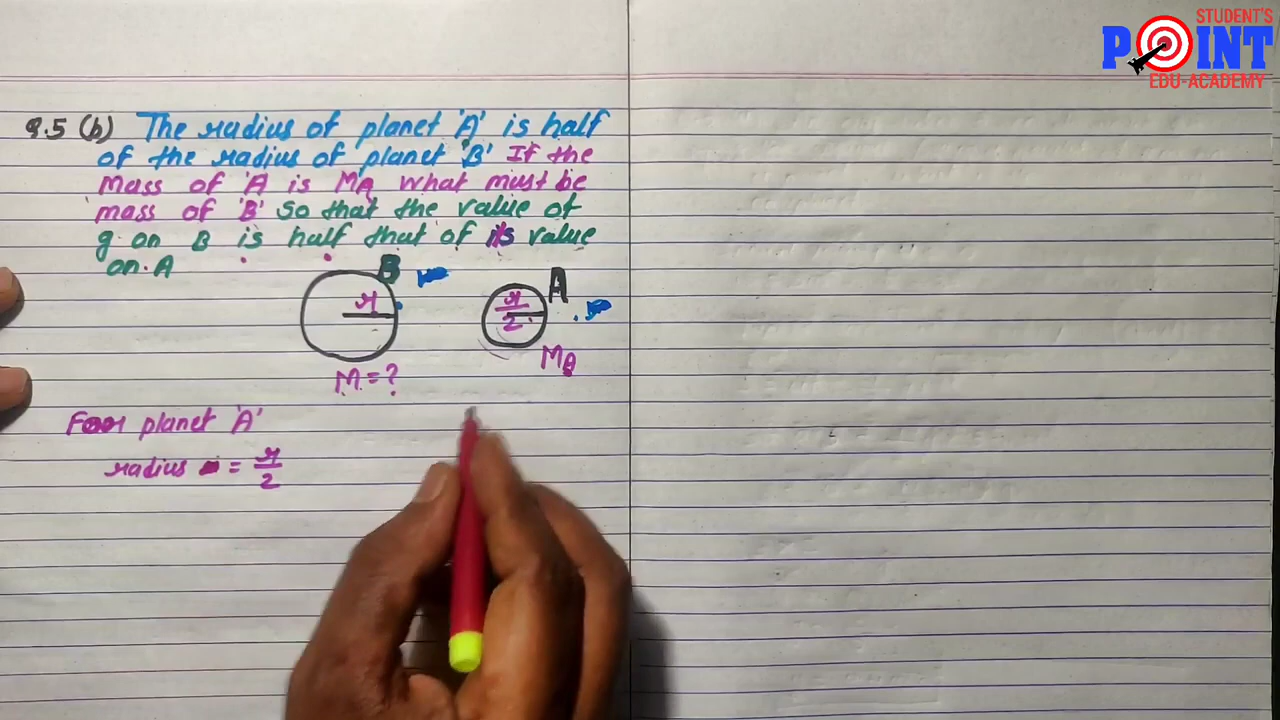 STUDENT'S
POINT
EDU-ACADEMY
Q.5 (b) The radius of planet 'A' is half
of the radius of planet 'B' If the
Mass of 'A is MA what must be
mass of 'B' So that the value of
g on B is half that of its value
on A
B
A
r
r/2
MA
M = ?
For planet 'A'
radius = r/2